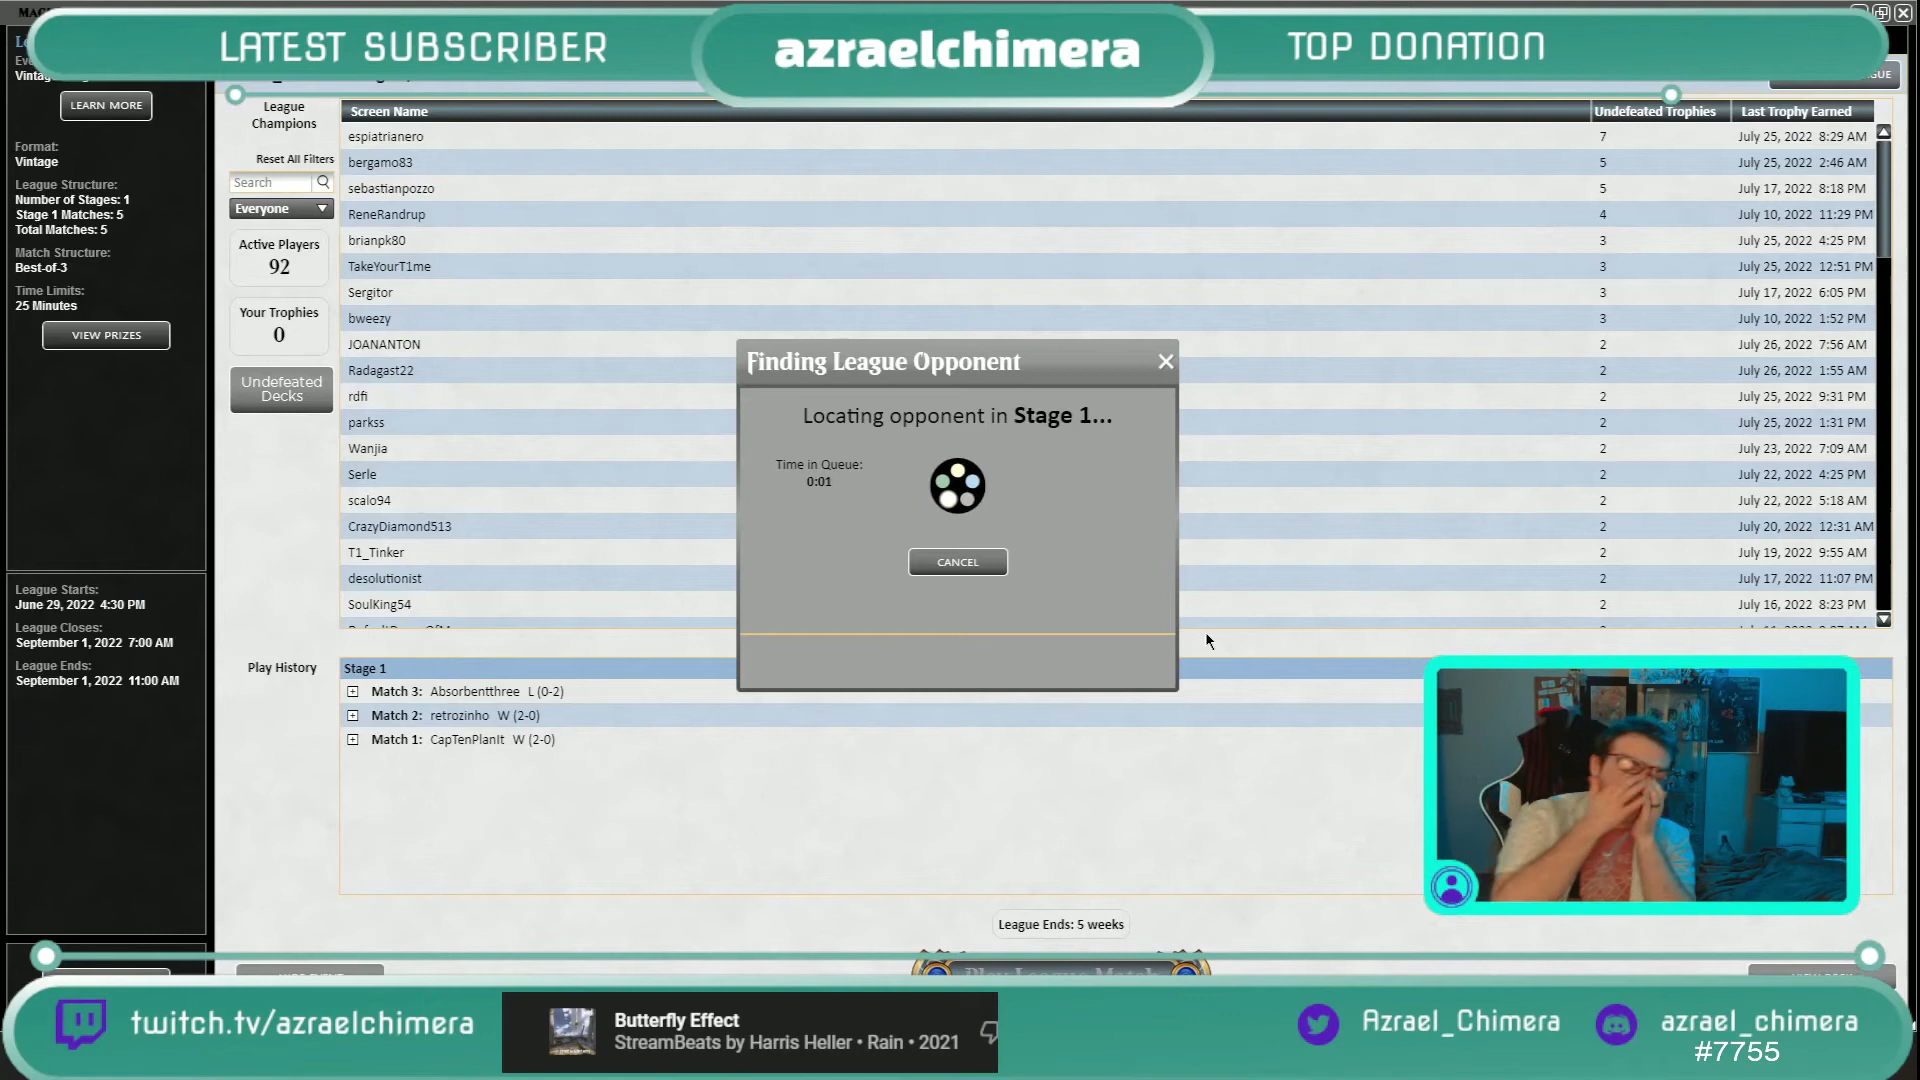 LATEST SUBSCRIBER
azraelchimera
TOP DONATION
Vintage
LEARN MORE
Format:
Vintage
League Structure:
Number of Stages: 1
Stage 1 Matches: 5
Total Matches: 5
Match Structure:
Best-of-3
Time Limits:
25 Minutes
VIEW PRIZES
League Starts:
June 29, 2022 4:30 PM
League Closes:
September 1, 2022 7:00 AM
League Ends:
September 1, 2022 11:00 AM
League
Champions
Reset All Filters
Search
Everyone
Active Players
92
Your Trophies
0
Undefeated
Decks
Screen Name Undefeated Trophies Last Trophy Earned
espiatrianero 7 July 25, 2022 8:29 AM
bergamo83 5 July 25, 2022 2:46 AM
sebastianpozzo 5 July 17, 2022 8:18 PM
ReneRandrup 4 July 10, 2022 11:29 PM
brianpk80 3 July 25, 2022 4:25 PM
TakeYourT1me 3 July 25, 2022 12:51 PM
Sergitor 3 July 17, 2022 6:05 PM
bweezy 3 July 10, 2022 1:52 PM
JOANANTON 2 July 26, 2022 7:56 AM
Radagast22 2 July 26, 2022 1:55 AM
rdfi 2 July 25, 2022 9:31 PM
parkss 2 July 25, 2022 1:31 PM
Wanjia 2 July 23, 2022 7:09 AM
Serle 2 July 22, 2022 4:25 PM
scalo94 2 July 22, 2022 5:18 AM
CrazyDiamond513 2 July 20, 2022 12:31 AM
T1_Tinker 2 July 19, 2022 9:55 AM
desolutionist 2 July 17, 2022 11:07 PM
SoulKing54 2 July 16, 2022 8:23 PM
Finding League Opponent
Locating opponent in Stage 1...
Time in Queue:
0:01
CANCEL
Play History
Stage 1
Match 3: Absorbentthree L (0-2)
Match 2: retrozinho W (2-0)
Match 1: CapTenPlanIt W (2-0)
League Ends: 5 weeks
Play League Match
twitch.tv/azraelchimera
Butterfly Effect
StreamBeats by Harris Heller • Rain • 2021
Azrael_Chimera
azrael_chimera
#7755